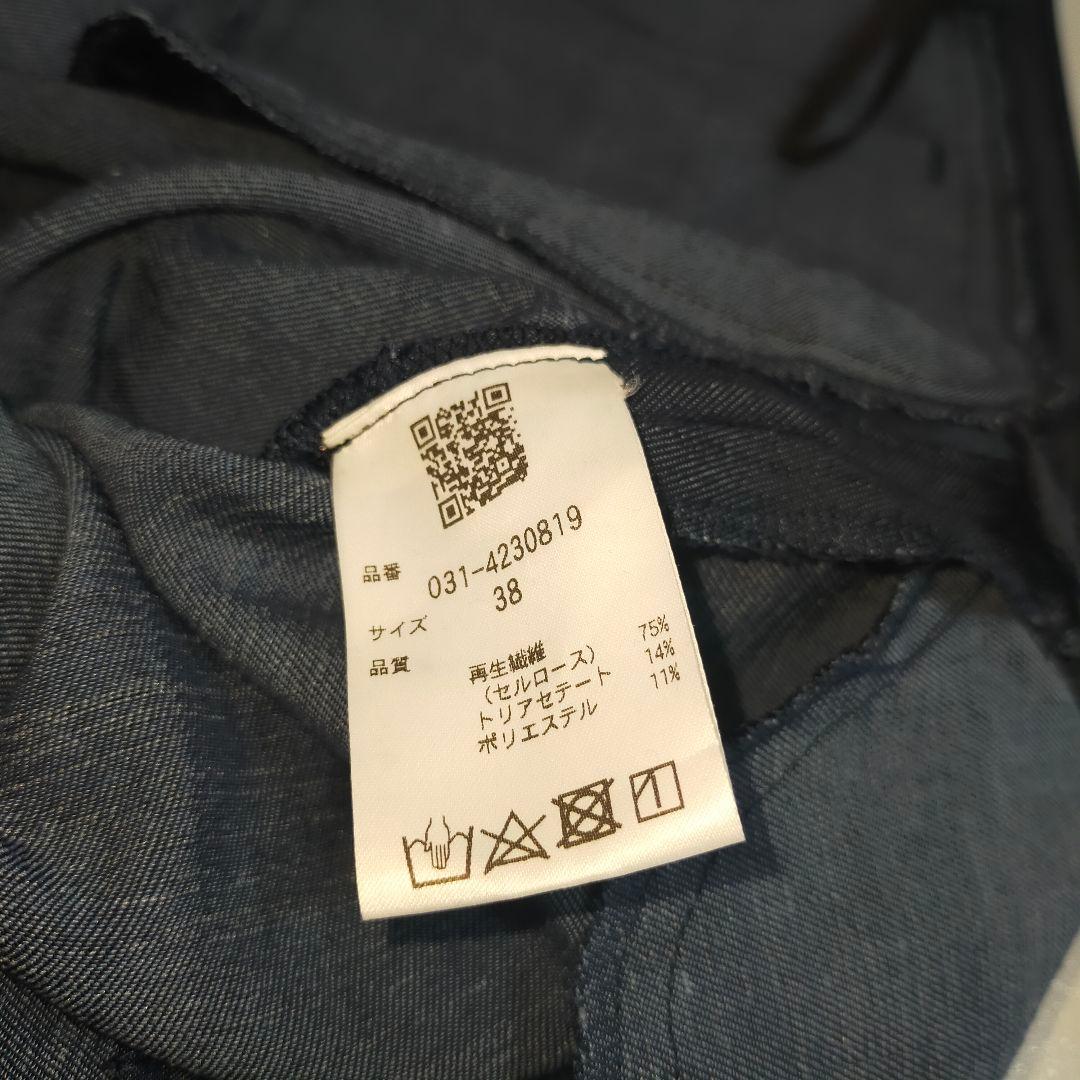 品番 031-4230819
サイズ 38
品質 再生繊維 75%
(セルロース) 14%
トリアセテート 11%
ポリエステル